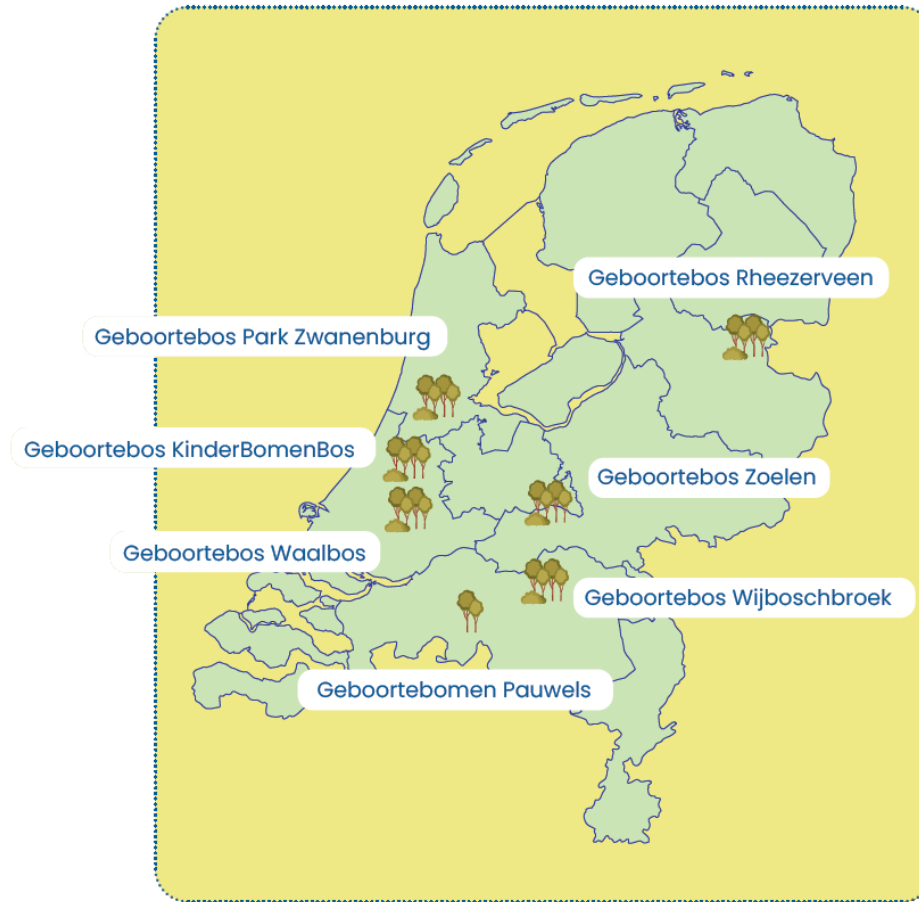 Geboortebos Rheezerveen
Geboortebos Park Zwanenburg
Geboortebos KinderBomenBos
Geboortebos Zoelen
Geboortebos Waalbos
Geboortebos Wijboschbroek
Geboortebomen Pauwels